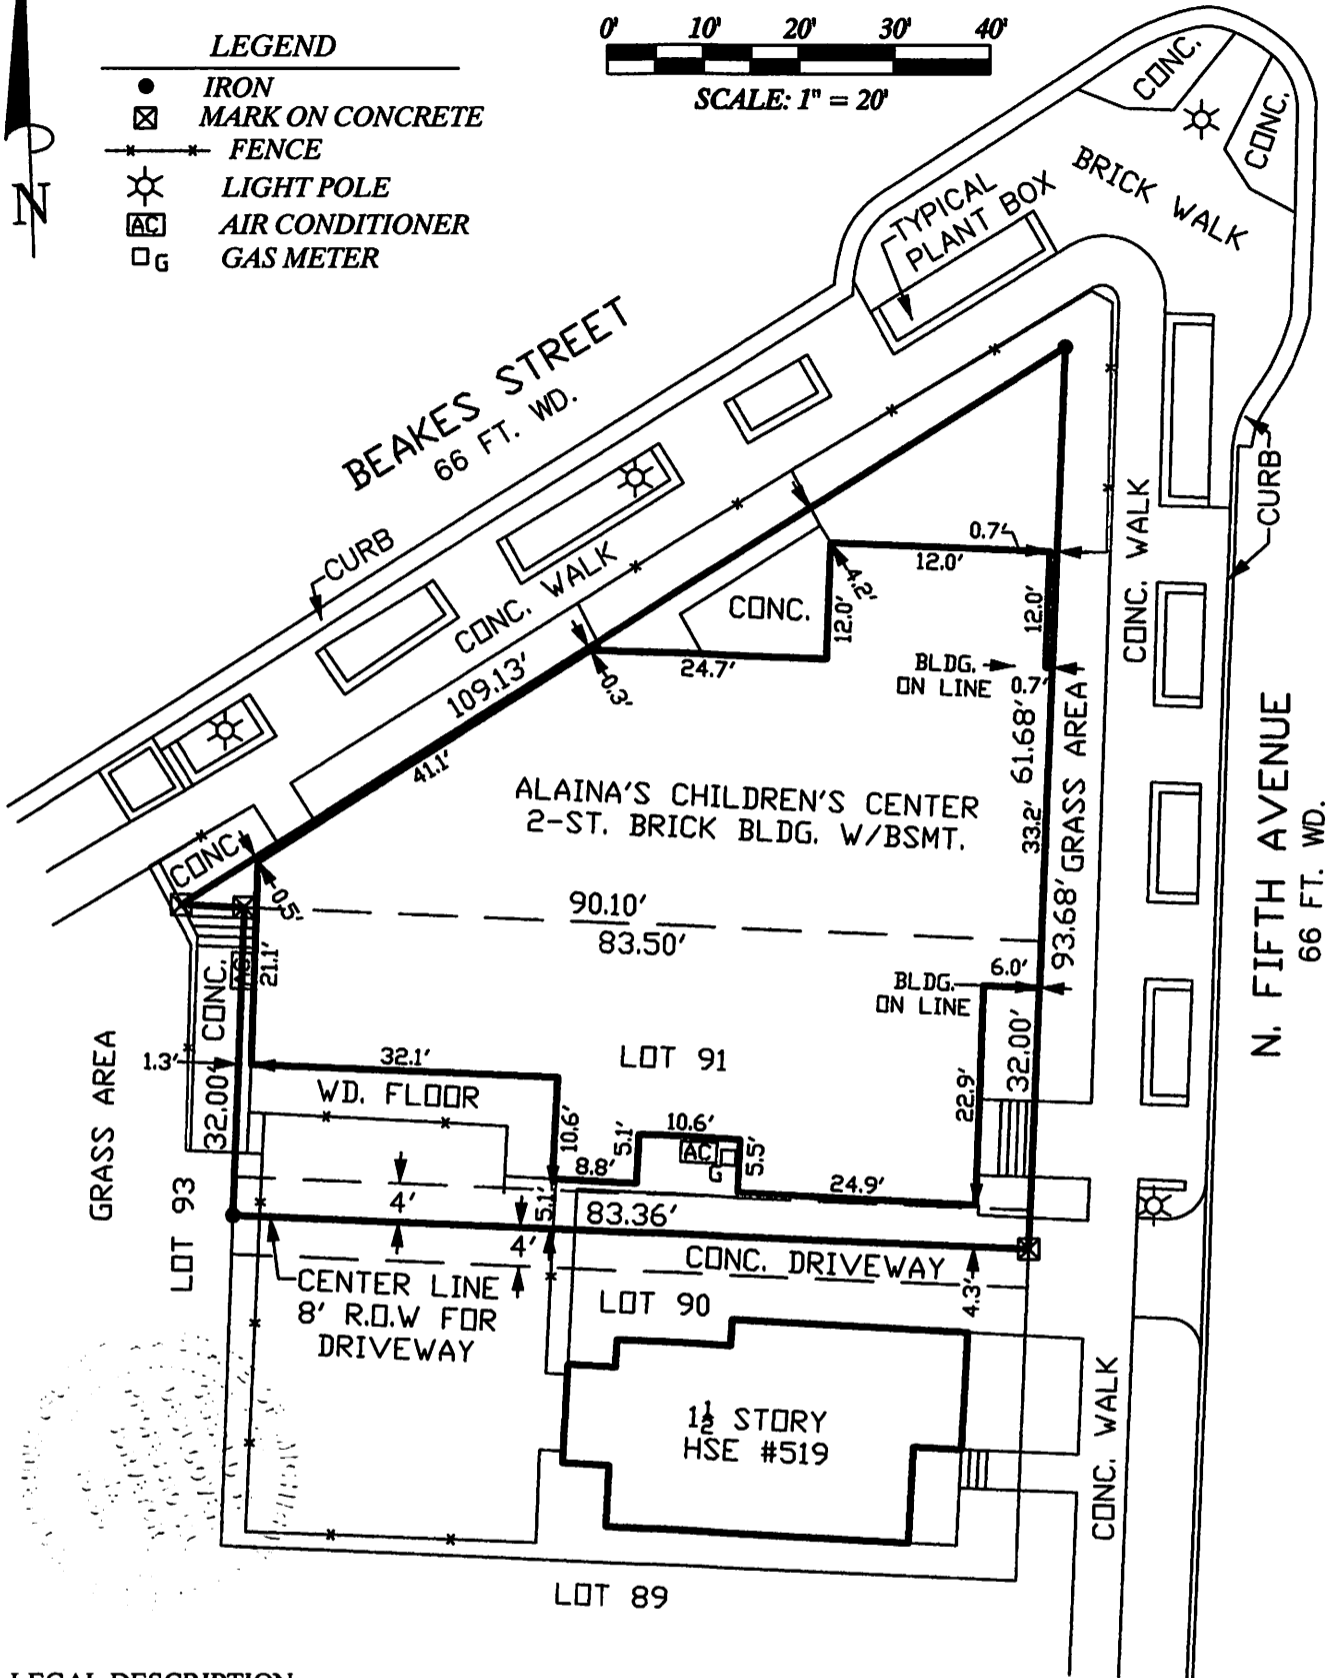 0' 10' 20' 30' 40'
SCALE: 1" = 20'
LEGEND
IRON
MARK ON CONCRETE
FENCE
LIGHT POLE
AC AIR CONDITIONER
G GAS METER
N
CONC.
CONC.
BRICK WALK
TYPICAL
PLANT BOX
BEAKES STREET
66 FT. WD.
CURB
CURB
CONC. WALK
CONC. WALK
0.7'
12.0'
4.2'
12.0'
12.0'
CONC.
24.7'
BLDG.
ON LINE
0.7'
0.3'
109.13'
41.1'
61.68'
33.2'
93.68'
GRASS AREA
N. FIFTH AVENUE
66 FT. WD.
ALAINA'S CHILDREN'S CENTER
2-ST. BRICK BLDG. W/BSMT.
CONC.
0.5'
90.10'
83.50'
21.1'
AC
CONC.
6.0'
BLDG.
ON LINE
32.00'
22.9'
GRASS AREA
1.3'
32.00'
32.1'
LOT 91
WD. FLOOR
10.6'
8.8'
5.1'
10.6'
AC
G
5.5'
24.9'
4'
5.1'
83.36'
4'
LOT 93
CENTER LINE
8' R.O.W FOR
DRIVEWAY
CONC. DRIVEWAY
4.3'
LOT 90
1½ STORY
HSE #519
CONC. WALK
LOT 89
LEGAL DESCRIPTION